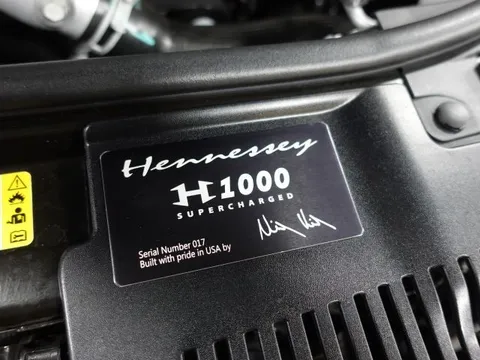 Hennessey
H1000
SUPERCHARGED
Serial Number 017
Built with pride in USA by